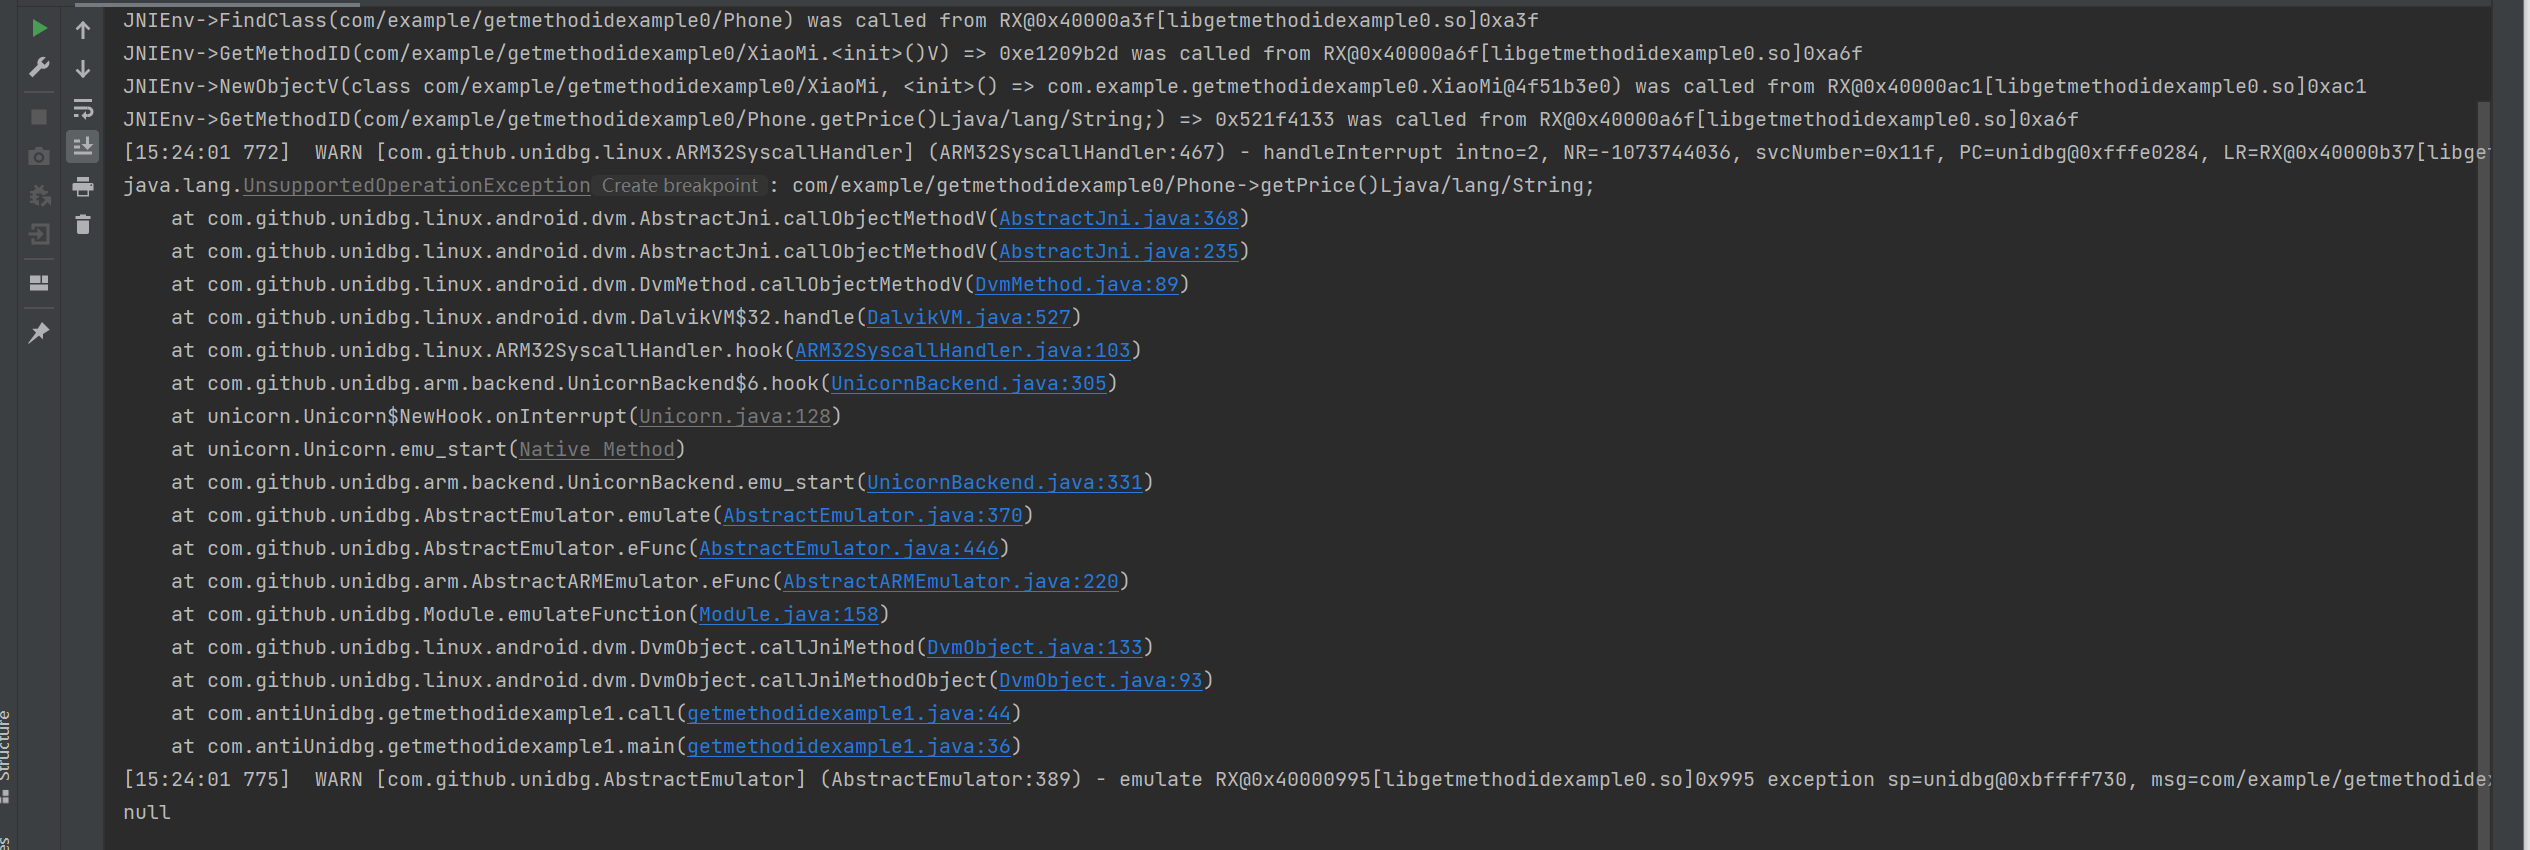 JNIEnv->FindClass(com/example/getmethodidexample0/Phone) was called from RX@0x40000a3f[libgetmethodidexample0.so]0xa3f
JNIEnv->GetMethodID(com/example/getmethodidexample0/XiaoMi.<init>()V) => 0xe1209b2d was called from RX@0x40000a6f[libgetmethodidexample0.so]0xa6f
JNIEnv->NewObjectV(class com/example/getmethodidexample0/XiaoMi, <init>() => com.example.getmethodidexample0.XiaoMi@4f51b3e0) was called from RX@0x40000ac1[libgetmethodidexample0.so]0xac1
JNIEnv->GetMethodID(com/example/getmethodidexample0/Phone.getPrice()Ljava/lang/String;) => 0x521f4133 was called from RX@0x40000a6f[libgetmethodidexample0.so]0xa6f
[15:24:01 772]  WARN [com.github.unidbg.linux.ARM32SyscallHandler] (ARM32SyscallHandler:467) - handleInterrupt intno=2, NR=-1073744036, svcNumber=0x11f, PC=unidbg@0xfffe0284, LR=RX@0x40000b37[libge
java.lang.UnsupportedOperationException Create breakpoint : com/example/getmethodidexample0/Phone->getPrice()Ljava/lang/String;
    at com.github.unidbg.linux.android.dvm.AbstractJni.callObjectMethodV(AbstractJni.java:368)
    at com.github.unidbg.linux.android.dvm.AbstractJni.callObjectMethodV(AbstractJni.java:235)
    at com.github.unidbg.linux.android.dvm.DvmMethod.callObjectMethodV(DvmMethod.java:89)
    at com.github.unidbg.linux.android.dvm.DalvikVM$32.handle(DalvikVM.java:527)
    at com.github.unidbg.linux.ARM32SyscallHandler.hook(ARM32SyscallHandler.java:103)
    at com.github.unidbg.arm.backend.UnicornBackend$6.hook(UnicornBackend.java:305)
    at unicorn.Unicorn$NewHook.onInterrupt(Unicorn.java:128)
    at unicorn.Unicorn.emu_start(Native Method)
    at com.github.unidbg.arm.backend.UnicornBackend.emu_start(UnicornBackend.java:331)
    at com.github.unidbg.AbstractEmulator.emulate(AbstractEmulator.java:370)
    at com.github.unidbg.AbstractEmulator.eFunc(AbstractEmulator.java:446)
    at com.github.unidbg.arm.AbstractARMEmulator.eFunc(AbstractARMEmulator.java:220)
    at com.github.unidbg.Module.emulateFunction(Module.java:158)
    at com.github.unidbg.linux.android.dvm.DvmObject.callJniMethod(DvmObject.java:133)
    at com.github.unidbg.linux.android.dvm.DvmObject.callJniMethodObject(DvmObject.java:93)
    at com.antiUnidbg.getmethodidexample1.call(getmethodidexample1.java:44)
    at com.antiUnidbg.getmethodidexample1.main(getmethodidexample1.java:36)
[15:24:01 775]  WARN [com.github.unidbg.AbstractEmulator] (AbstractEmulator:389) - emulate RX@0x40000995[libgetmethodidexample0.so]0x995 exception sp=unidbg@0xbffff730, msg=com/example/getmethodide
null
Structure